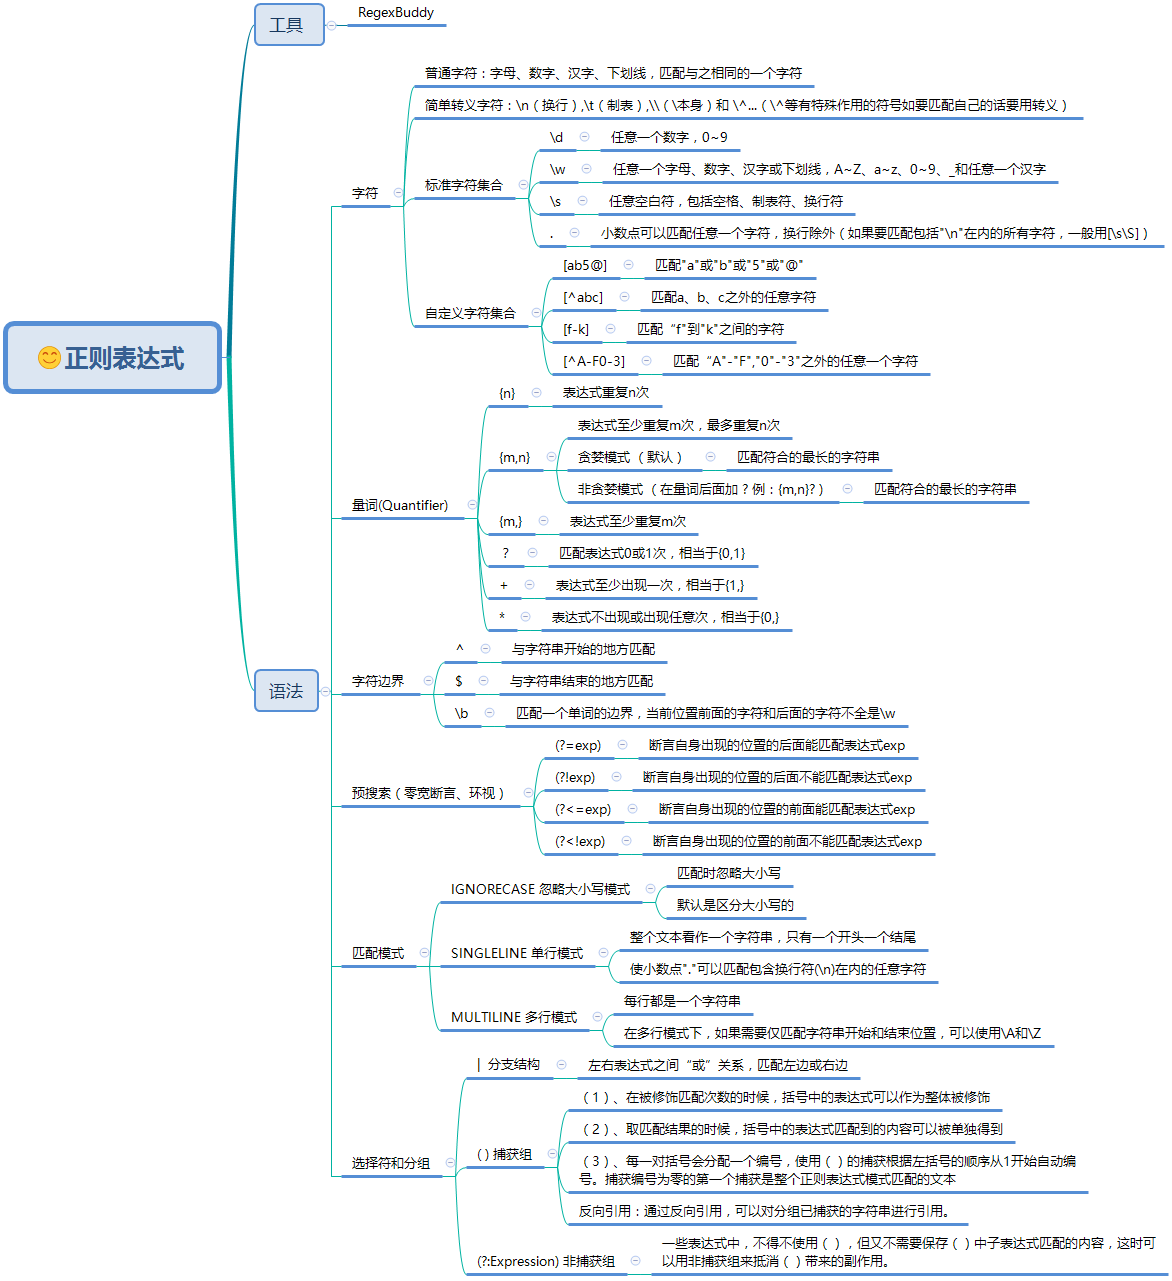 工具
RegexBuddy
普通字符：字母、数字、汉字、下划线，匹配与之相同的一个字符
简单转义字符：\n（换行）,\t（制表）,\\（\本身）和 \^...（\^等有特殊作用的符号如要匹配自己的话要用转义）
\d
任意一个数字，0~9
\w
任意一个字母、数字、汉字或下划线，A~Z、a~z、0~9、_和任意一个汉字
字符
标准字符集合
\s
任意空白符，包括空格、制表符、换行符
.
小数点可以匹配任意一个字符，换行除外（如果要匹配包括"\n"在内的所有字符，一般用[\s\S]）
[ab5@]
匹配"a"或"b"或"5"或"@"
[^abc]
匹配a、b、c之外的任意字符
自定义字符集合
[f-k]
匹配“f"到"k"之间的字符
[^A-F0-3]
匹配“A"-"F","0"-"3"之外的任意一个字符
正则表达式
{n}
表达式重复n次
表达式至少重复m次，最多重复n次
{m,n}
贪婪模式 （默认）
匹配符合的最长的字符串
非贪婪模式 （在量词后面加 ? 例：{m,n}?）
匹配符合的最长的字符串
量词(Quantifier)
{m,}
表达式至少重复m次
?
匹配表达式0或1次，相当于{0,1}
+
表达式至少出现一次，相当于{1,}
*
表达式不出现或出现任意次，相当于{0,}
^
与字符串开始的地方匹配
语法
字符边界
$
与字符串结束的地方匹配
\b
匹配一个单词的边界，当前位置前面的字符和后面的字符不全是\w
(?=exp)
断言自身出现的位置的后面能匹配表达式exp
(?!exp)
断言自身出现的位置的后面不能匹配表达式exp
预搜索（零宽断言、环视）
(?<=exp)
断言自身出现的位置的前面能匹配表达式exp
(?<!exp)
断言自身出现的位置的前面不能匹配表达式exp
IGNORECASE 忽略大小写模式
匹配时忽略大小写
默认是区分大小写的
匹配模式
SINGLELINE 单行模式
整个文本看作一个字符串，只有一个开头一个结尾
使小数点"."可以匹配包含换行符(\n)在内的任意字符
MULTILINE 多行模式
每行都是一个字符串
在多行模式下，如果需要仅匹配字符串开始和结束位置，可以使用\A和\Z
| 分支结构
左右表达式之间“或”关系，匹配左边或右边
（1）、在被修饰匹配次数的时候，括号中的表达式可以作为整体被修饰
（2）、取匹配结果的时候，括号中的表达式匹配到的内容可以被单独得到
选择符和分组
( ) 捕获组
（3）、每一对括号会分配一个编号，使用（ ）的捕获根据左括号的顺序从1开始自动编
号。捕获编号为零的第一个捕获是整个正则表达式模式匹配的文本
反向引用：通过反向引用，可以对分组已捕获的字符串进行引用。
(?:Expression) 非捕获组
一些表达式中，不得不使用（ ），但又不需要保存（ ）中子表达式匹配的内容，这时可
以用非捕获组来抵消（ ）带来的副作用。